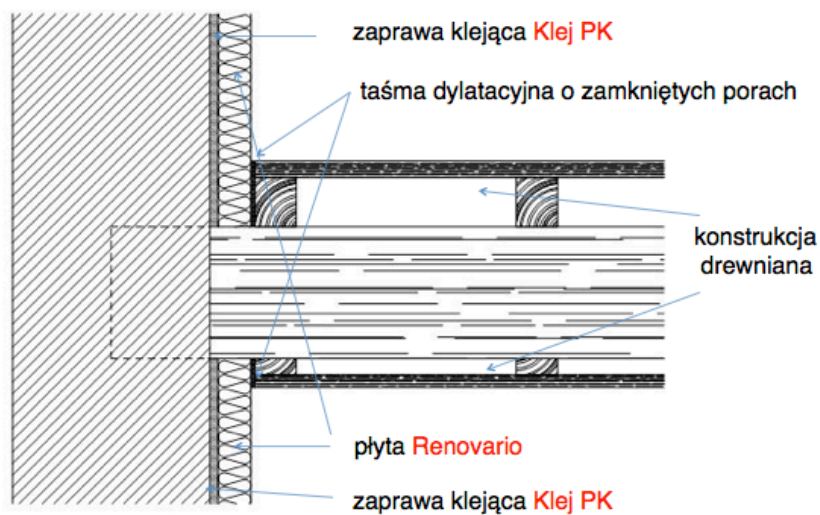 zaprawa klejąca Klej PK
taśma dylatacyjna o zamkniętych porach
konstrukcja
drewniana
płyta Renovario
zaprawa klejąca Klej PK